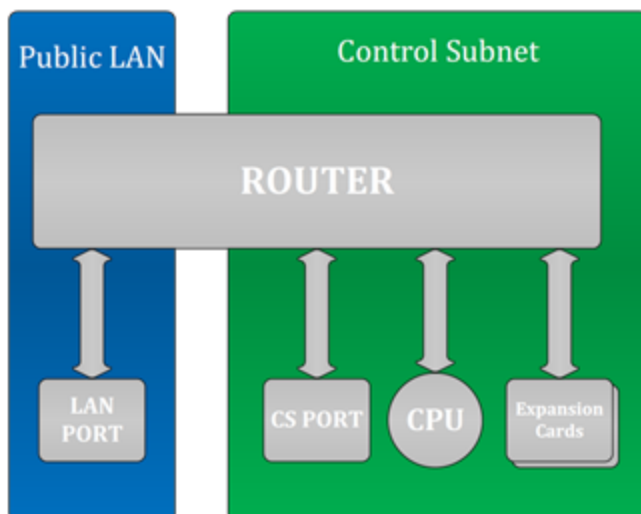 Public LAN
Control Subnet
ROUTER
LAN
PORT
CS PORT
CPU
Expansion
Cards